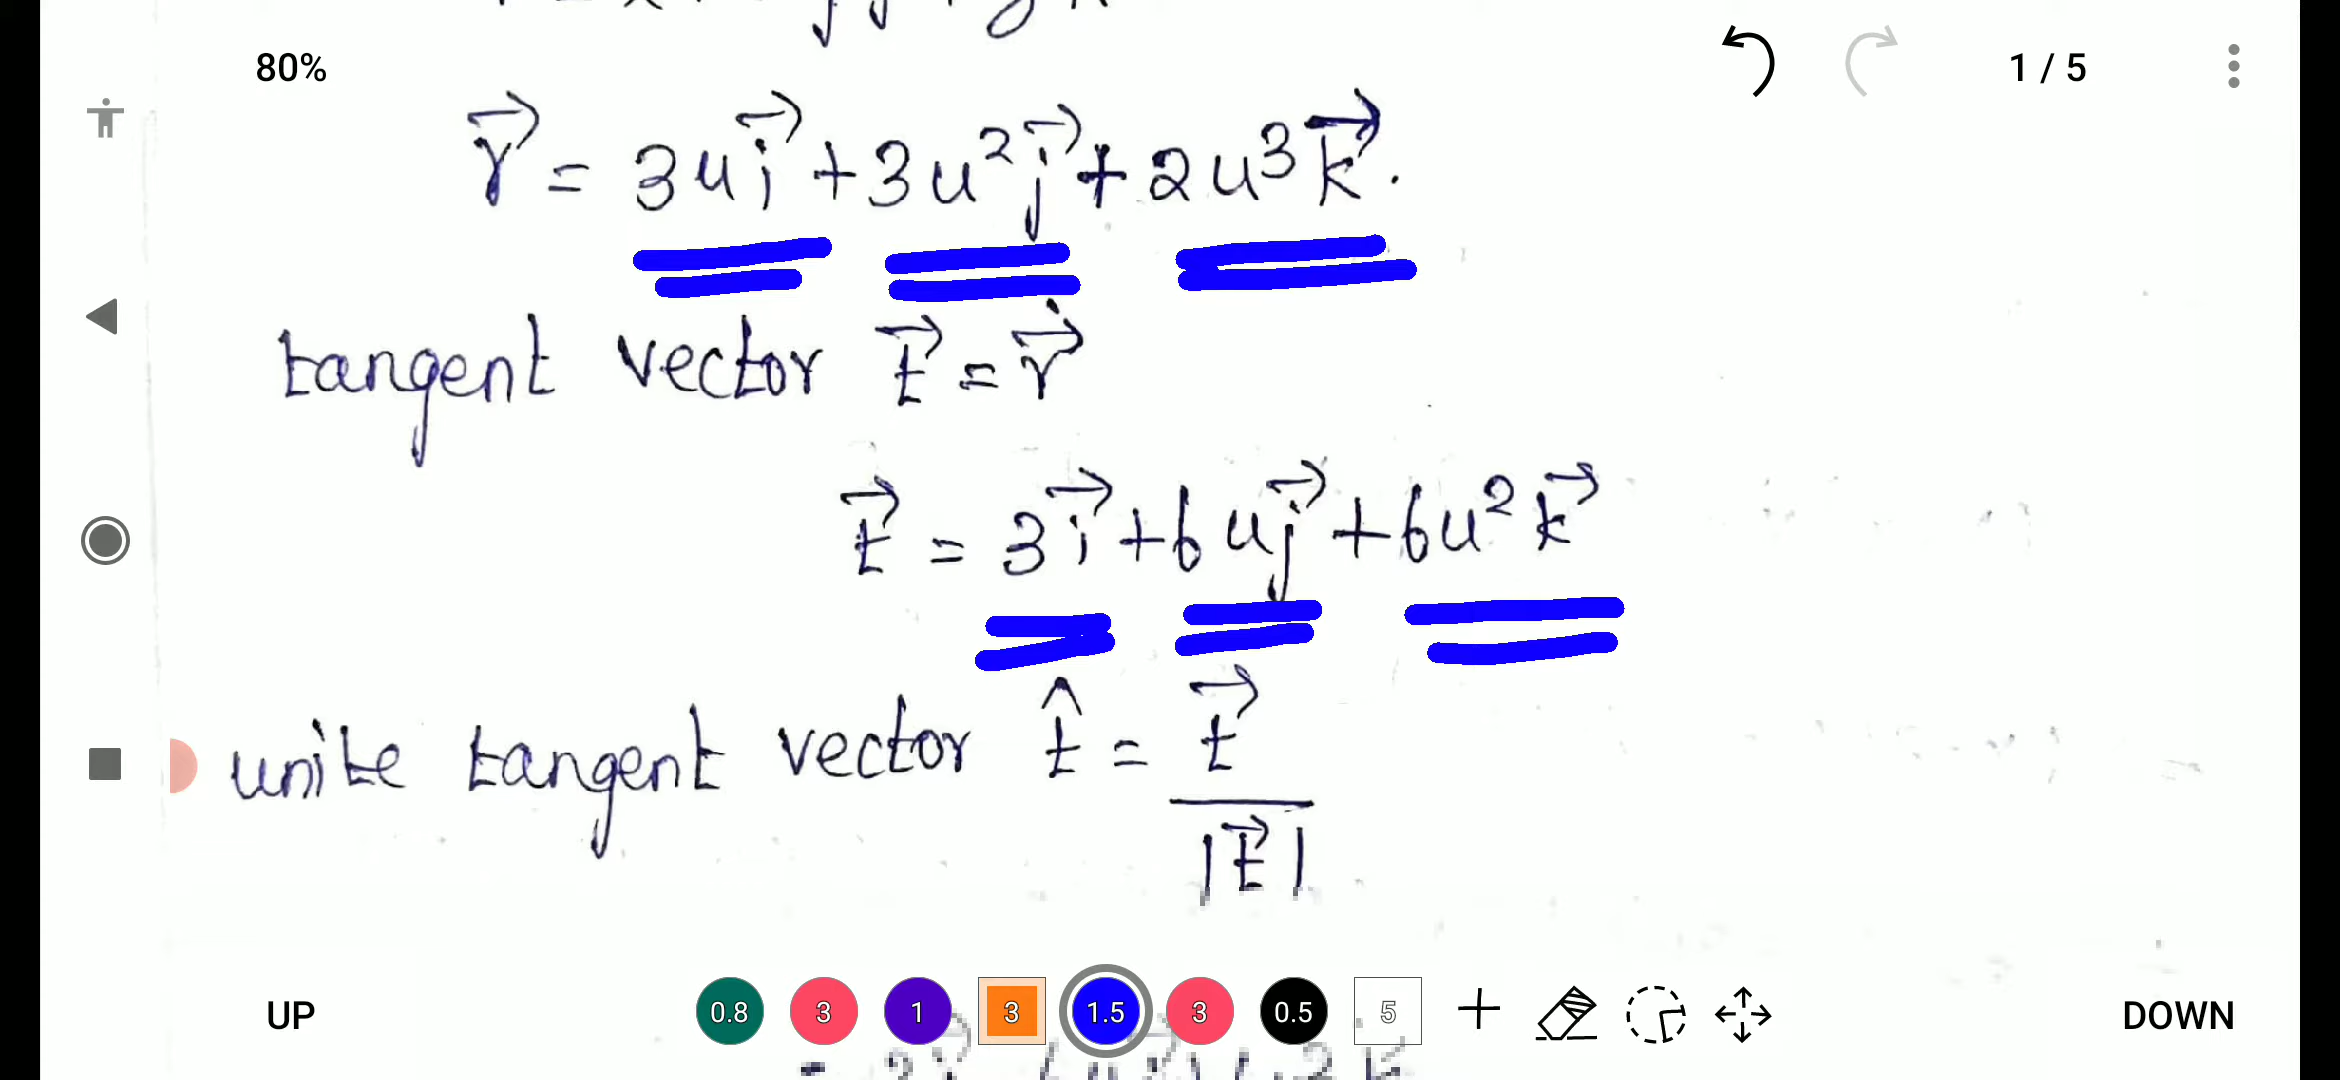 80%
1 / 5
r⃗ = 3u i⃗ + 3u² j⃗ + 2u³ k⃗.
tangent vector t⃗ = ṙ⃗
t⃗ = 3 i⃗ + 6u j⃗ + 6u² k⃗
unite tangent vector t̂ = t⃗ / |t⃗|
UP 0.8 3 1 3 1.5 3 0.5 5 DOWN